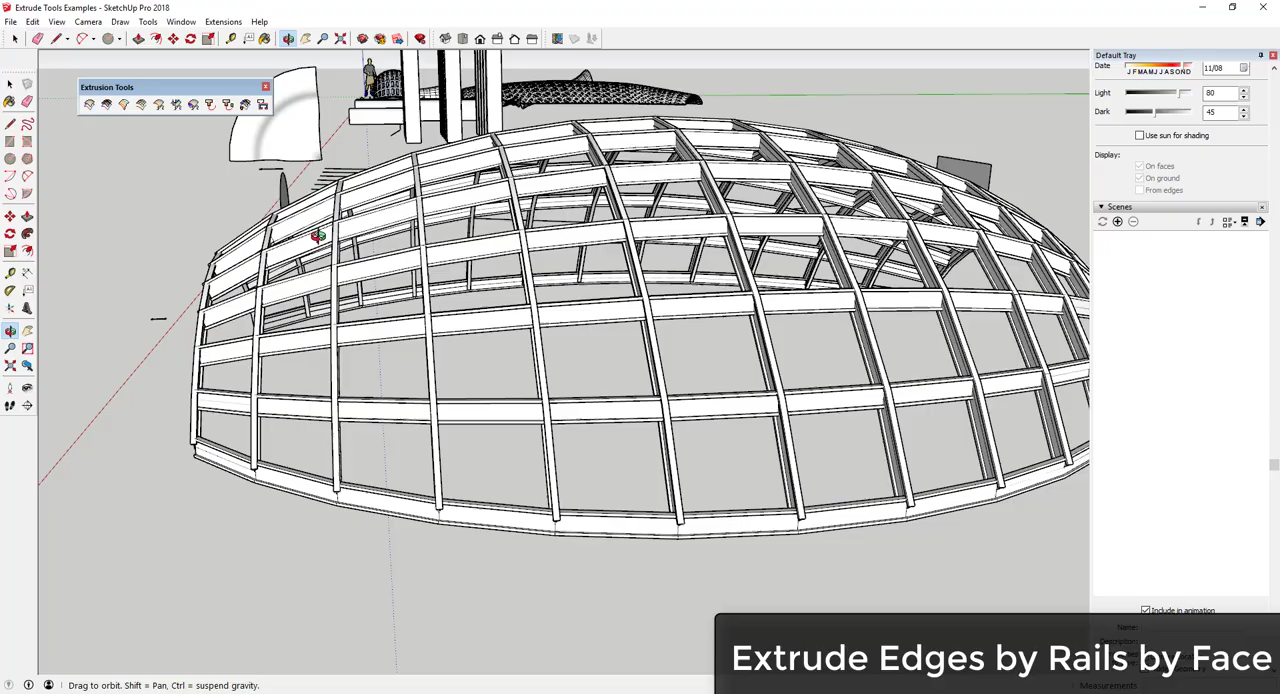 Extrude Tools Examples - SketchUp Pro 2018
File Edit View Camera Draw Tools Window Extensions Help
Extrusion Tools
Default Tray
Date
J F M A M J J A S O N D
11/08
Light
80
Dark
45
Use sun for shading
Display:
On faces
On ground
From edges
Scenes
Include in animation
Name:
Extrude Edges by Rails by Face
Drag to orbit. Shift = Pan, Ctrl = suspend gravity.
Measurements